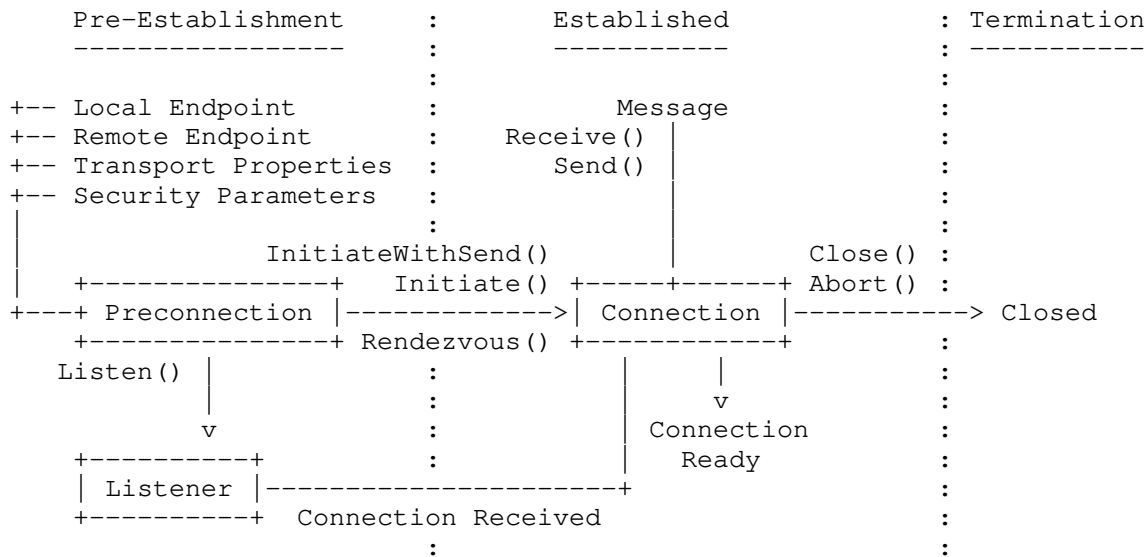 Pre-Establishment : Established : Termination
----------------- : ----------- : -----------
: :
+-- Local Endpoint : Message :
+-- Remote Endpoint : Receive() | :
+-- Transport Properties : Send() | :
+-- Security Parameters : | :
| : | :
| InitiateWithSend() | Close() :
| +---------------+ Initiate() +-----+------+ Abort() :
+---+ Preconnection |------------->| Connection |-----------> Closed
+---------------+ Rendezvous() +------------+ :
Listen() | : | | :
| : | v :
v : | Connection :
+----------+ : | Ready :
| Listener |----------------------+ :
+----------+ Connection Received :
: :